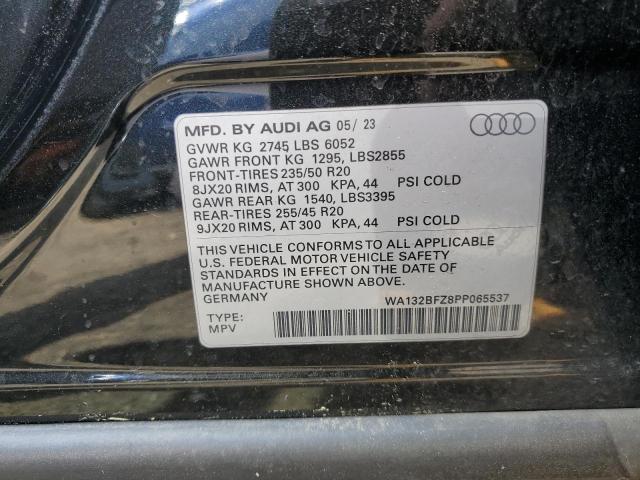 MFD. BY AUDI AG 05/ 23
GVWR KG 2745 LBS 6052
GAWR FRONT KG 1295, LBS2855
FRONT-TIRES 235/50 R20
8JX20 RIMS, AT 300 KPA, 44 PSI COLD
GAWR REAR KG 1540, LBS3395
REAR-TIRES 255/45 R20
9JX20 RIMS, AT 300 KPA, 44 PSI COLD
THIS VEHICLE CONFORMS TO ALL APPLICABLE
U.S. FEDERAL MOTOR VEHICLE SAFETY
STANDARDS IN EFFECT ON THE DATE OF
MANUFACTURE SHOWN ABOVE.
GERMANY
WA132BFZ8PP065537
TYPE:
MPV